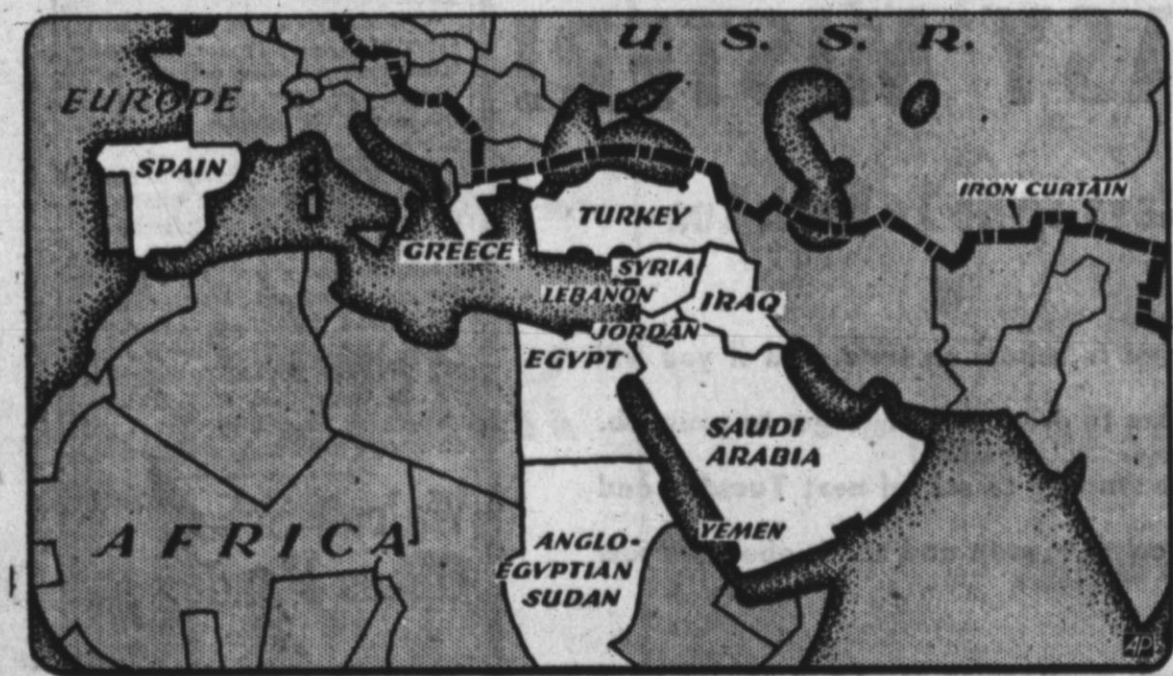 U. S. S. R.
EUROPE
SPAIN
IRON CURTAIN
TURKEY
GREECE
SYRIA
LEBANON
IRAQ
JORDAN
EGYPT
SAUDI
ARABIA
AFRICA
YEMEN
ANGLO-
EGYPTIAN
SUDAN
AP